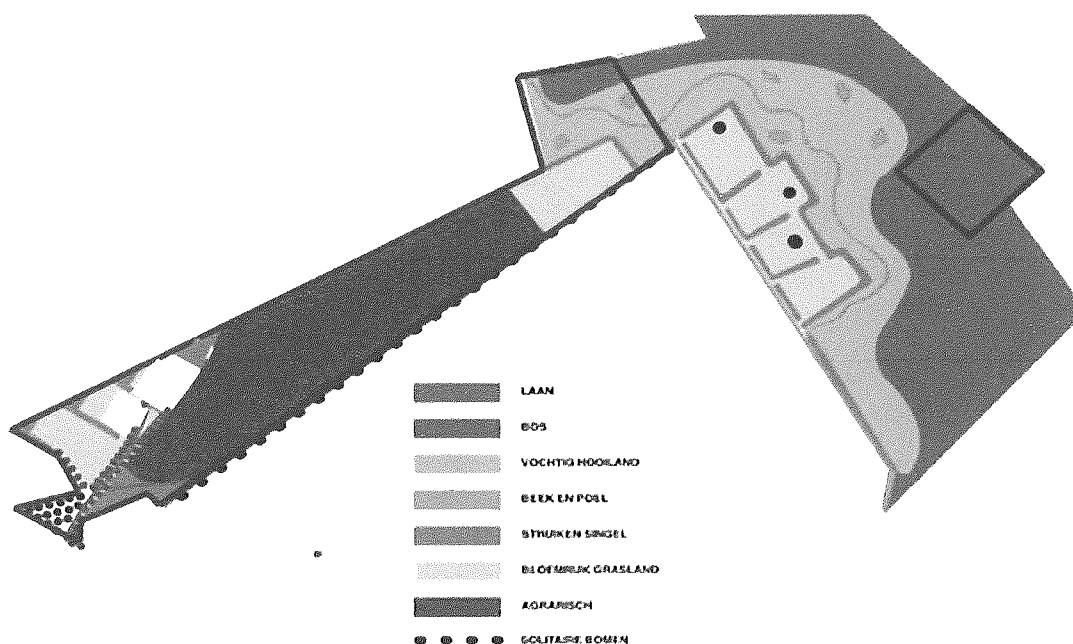 LAAN
BOS
VOCHTIG HOOILAND
BEEK EN POEL
STRUIKEN SINGEL
BLOEMRIJK GRASLAND
AGRARISCH
SOLITAIRE BOMEN